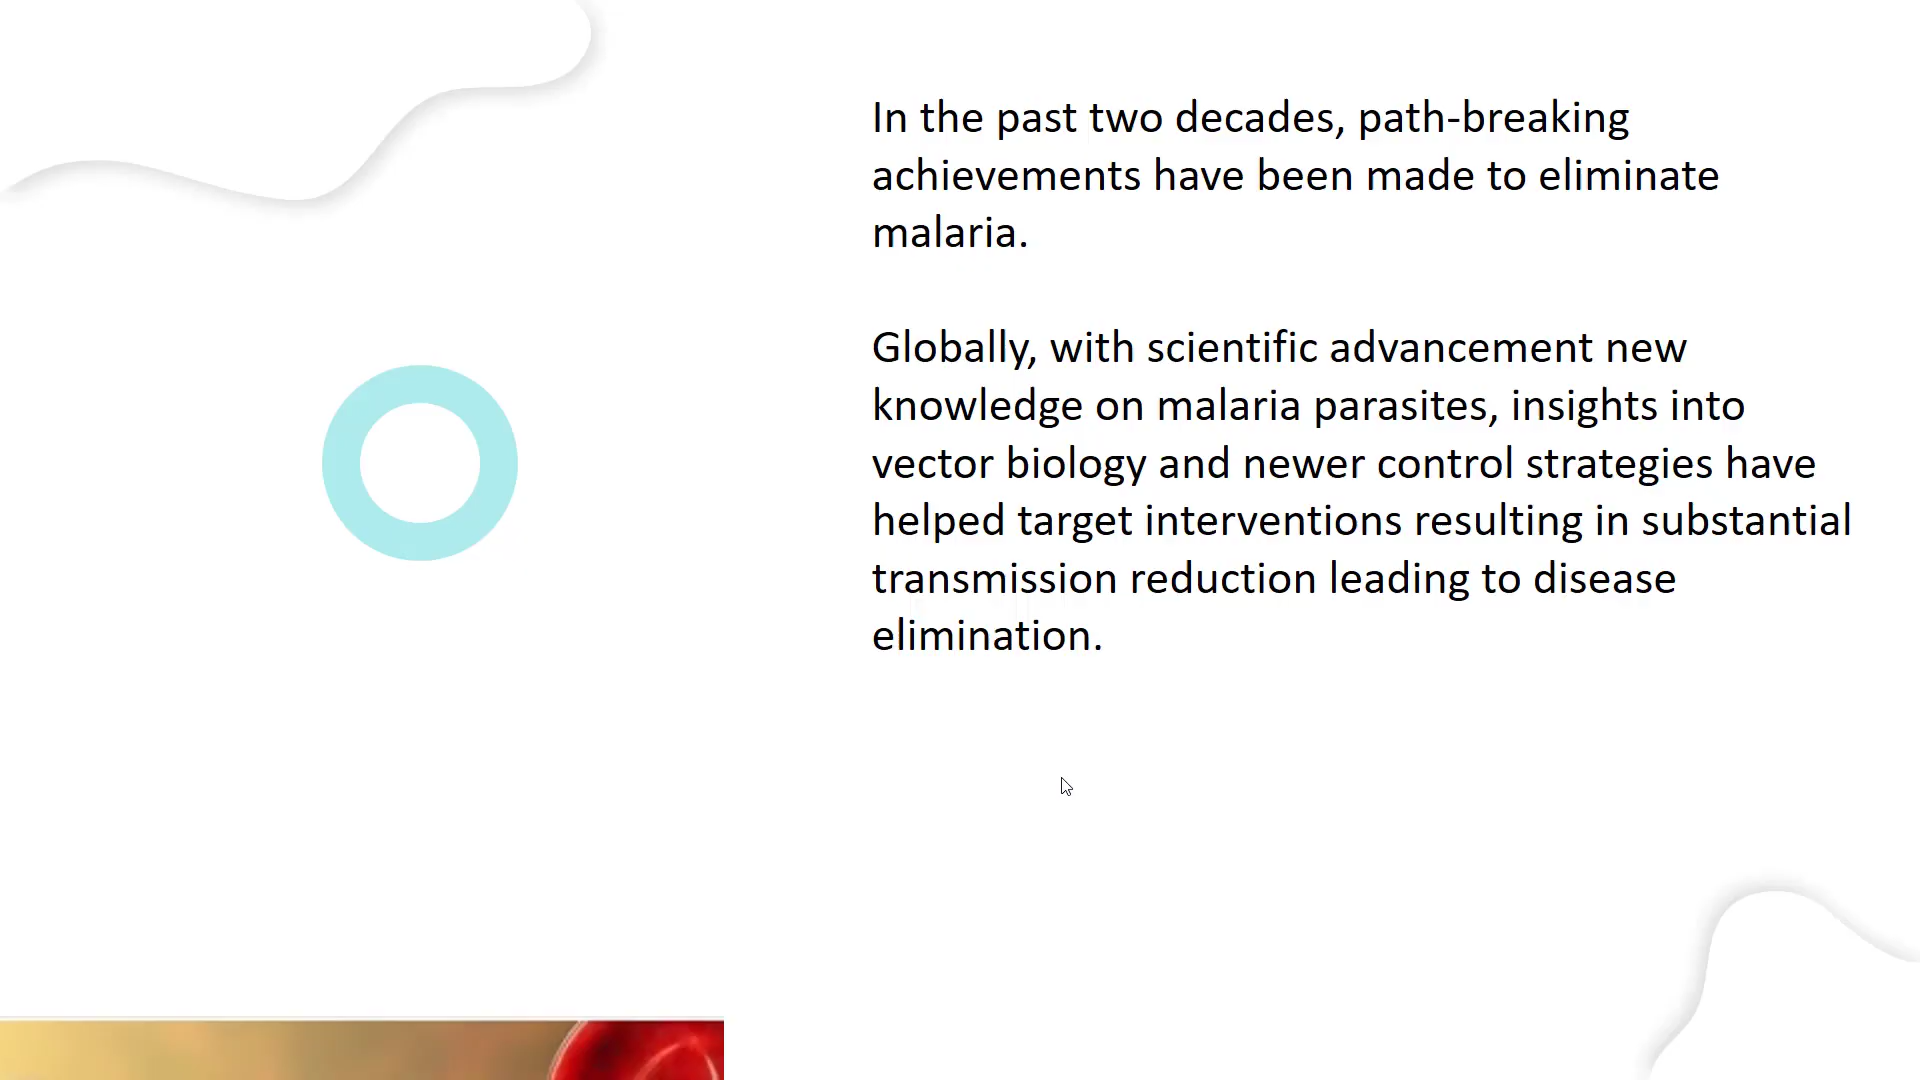 In the past two decades, path-breaking
achievements have been made to eliminate
malaria.
Globally, with scientific advancement new
knowledge on malaria parasites, insights into
vector biology and newer control strategies have
helped target interventions resulting in substantial
transmission reduction leading to disease
elimination.